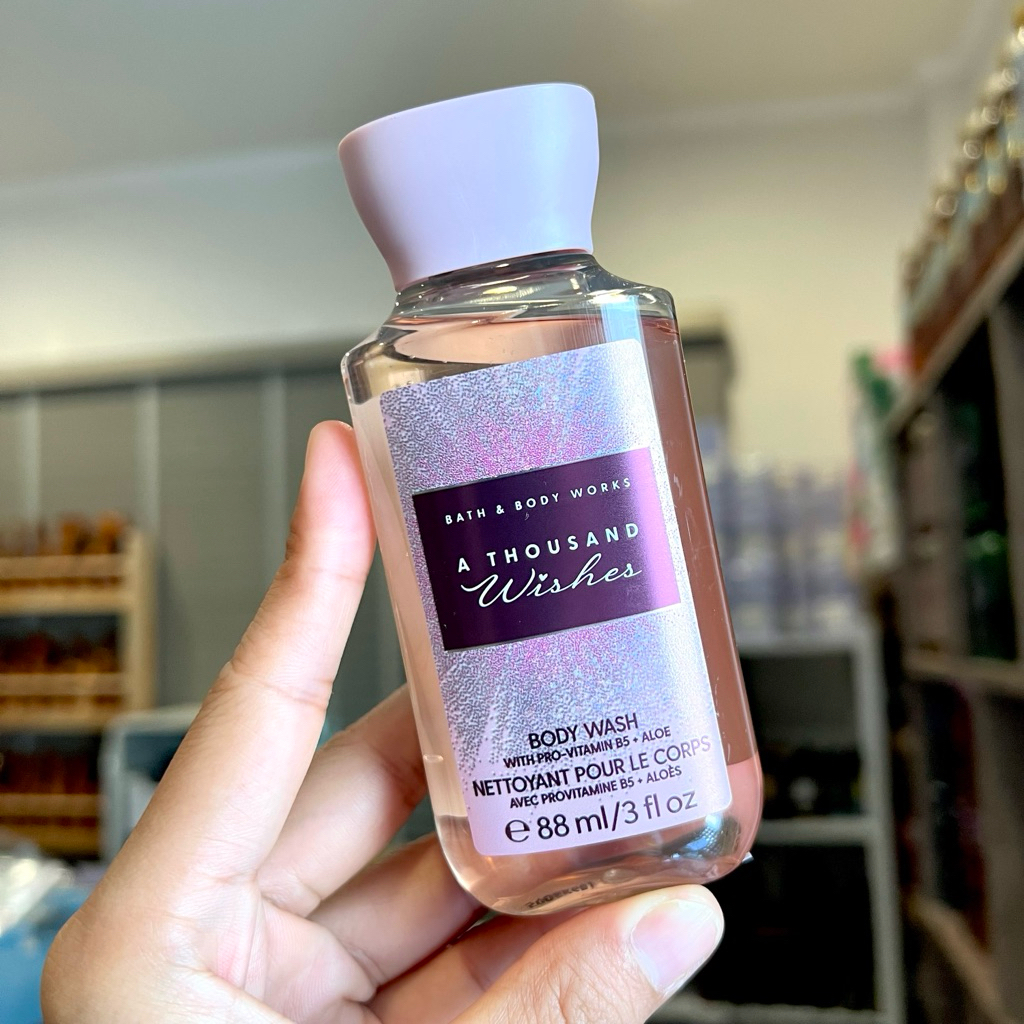 BATH & BODY WORKS
A THOUSAND
Wishes
BODY WASH
WITH PRO-VITAMIN B5 + ALOE
NETTOYANT POUR LE CORPS
AVEC PROVITAMINE B5 + ALOÈS
℮ 88 ml/3 fl oz